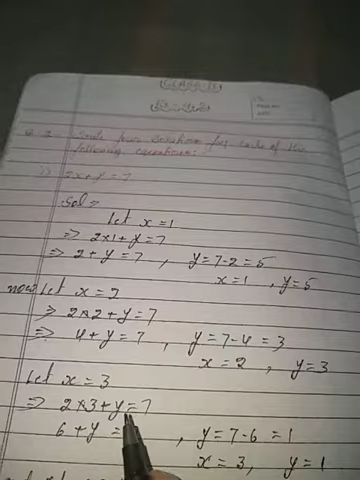 Write four solutions for each of the
following equations:
i) 2x+y=7
Sol⇒
Let x=1
⇒ 2×1+y=7
⇒ 2+y=7, y=7-2=5
x=1, y=5
now Let x=2
⇒ 2×2+y=7
⇒ 4+y=7, y=7-4=3
x=2, y=3
Let x=3
⇒ 2×3+y=7
6+y= , y=7-6=1
x=3, y=1